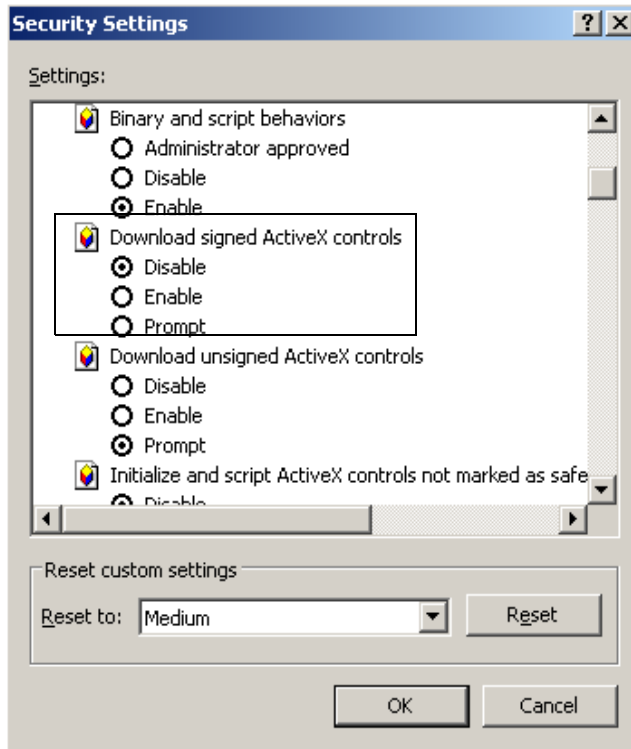 Security Settings
Settings:
Binary and script behaviors
Administrator approved
Disable
Enable
Download signed ActiveX controls
Disable
Enable
Prompt
Download unsigned ActiveX controls
Disable
Enable
Prompt
Initialize and script ActiveX controls not marked as safe
Disable
Reset custom settings
Reset to: Medium Reset
OK Cancel